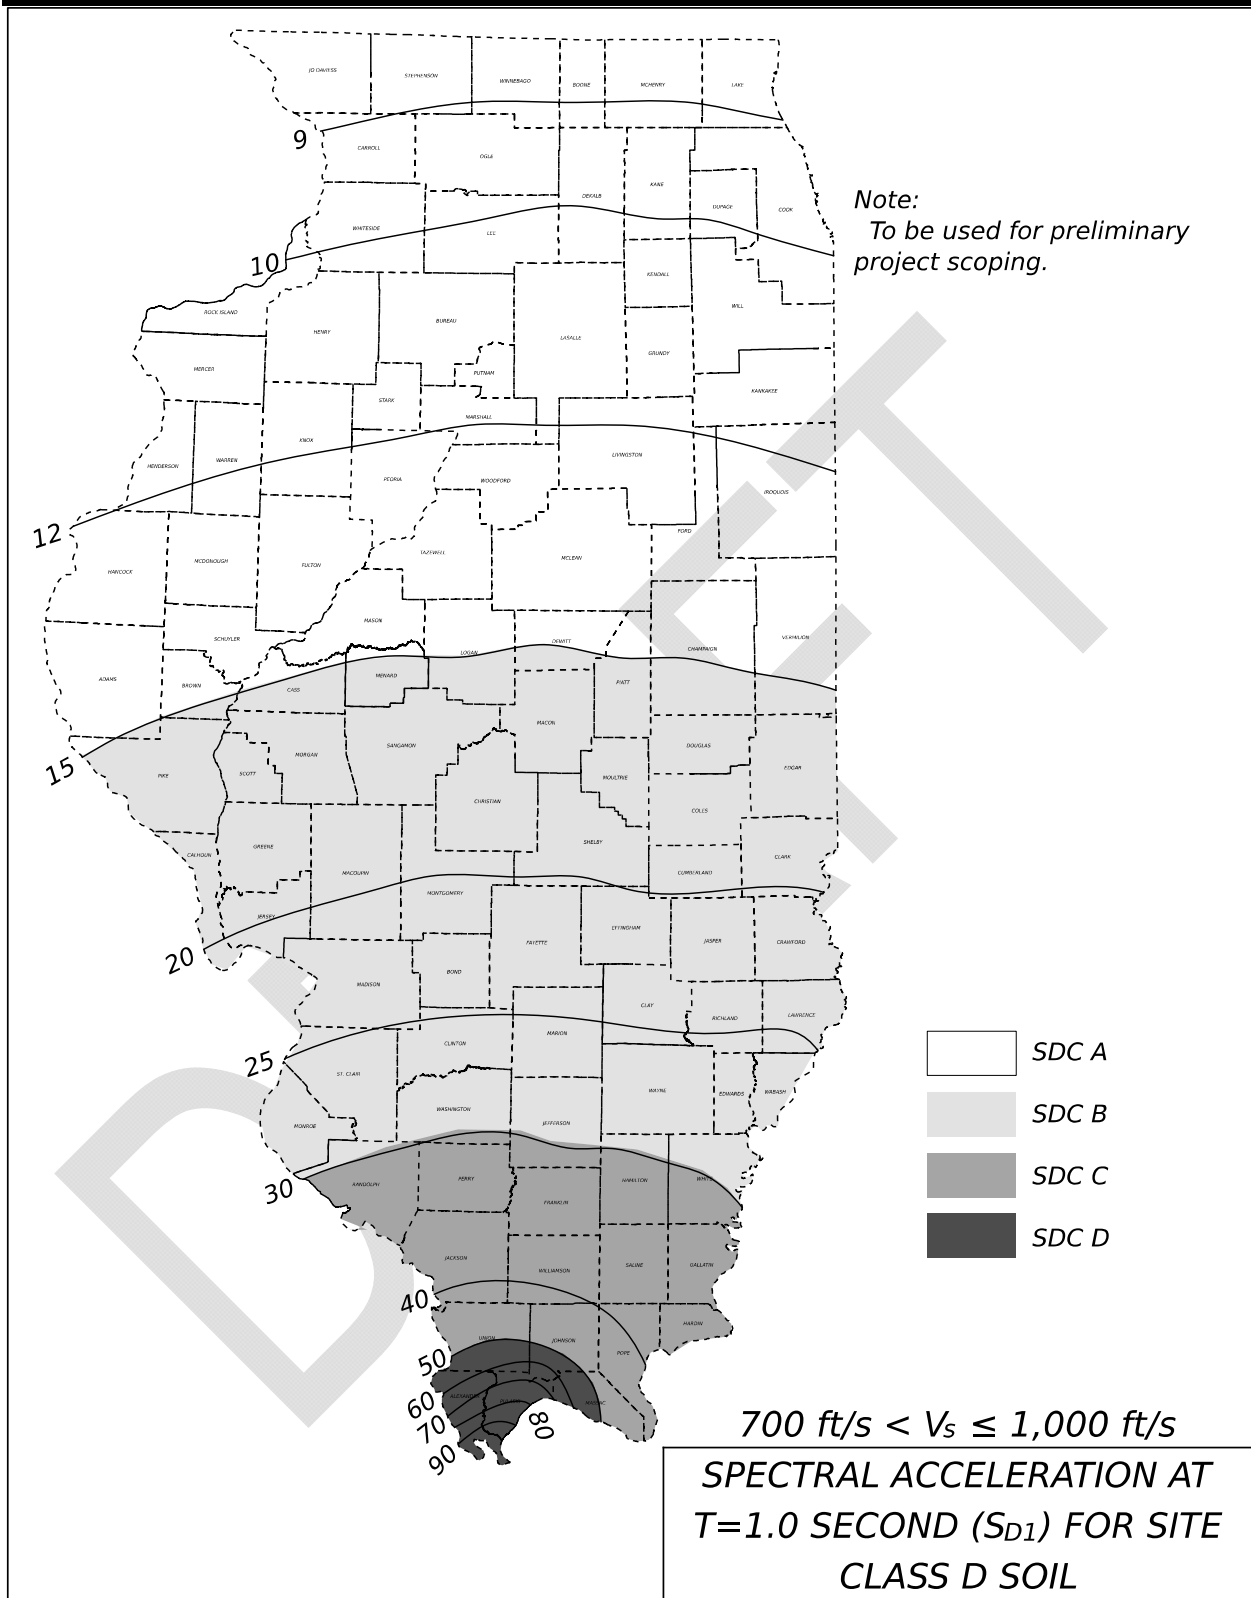 JO DAVIESS
STEPHENSON
WINNEBAGO
BOONE
MCHENRY
LAKE
9
CARROLL
OGLE
DEKALB
KANE
DUPAGE
COOK
Note:
To be used for preliminary
project scoping.
WHITESIDE
LEE
10
KENDALL
ROCK ISLAND
HENRY
BUREAU
LASALLE
GRUNDY
WILL
MERCER
PUTNAM
KANKAKEE
STARK
MARSHALL
KNOX
HENDERSON
WARREN
PEORIA
WOODFORD
LIVINGSTON
IROQUOIS
12
FORD
HANCOCK
MCDONOUGH
FULTON
TAZEWELL
MCLEAN
MASON
SCHUYLER
LOGAN
DEWITT
CHAMPAIGN
VERMILION
ADAMS
BROWN
CASS
MENARD
PIATT
MACON
15
PIKE
SCOTT
MORGAN
SANGAMON
CHRISTIAN
MOULTRIE
DOUGLAS
EDGAR
COLES
CALHOUN
GREENE
MACOUPIN
MONTGOMERY
SHELBY
CUMBERLAND
CLARK
JERSEY
20
FAYETTE
EFFINGHAM
JASPER
CRAWFORD
MADISON
BOND
CLAY
RICHLAND
LAWRENCE
25
ST. CLAIR
CLINTON
MARION
WAYNE
EDWARDS
WABASH
MONROE
WASHINGTON
JEFFERSON
30
RANDOLPH
PERRY
FRANKLIN
HAMILTON
WHITE
JACKSON
WILLIAMSON
SALINE
GALLATIN
40
UNION
JOHNSON
POPE
HARDIN
50
ALEXANDER
PULASKI
MASSAC
60
70
80
90
DRAFT
SDC A
SDC B
SDC C
SDC D
700 ft/s < Vs ≤ 1,000 ft/s
SPECTRAL ACCELERATION AT
T=1.0 SECOND (SD1) FOR SITE
CLASS D SOIL